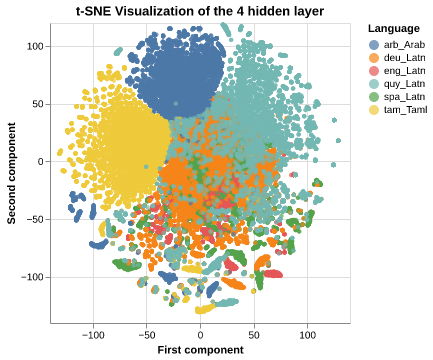 t-SNE Visualization of the 4 hidden layer
Language
arb_Arab
deu_Latn
eng_Latn
quy_Latn
spa_Latn
tam_Taml
100
50
0
−50
−100
Second component
−100
−50
0
50
100
First component